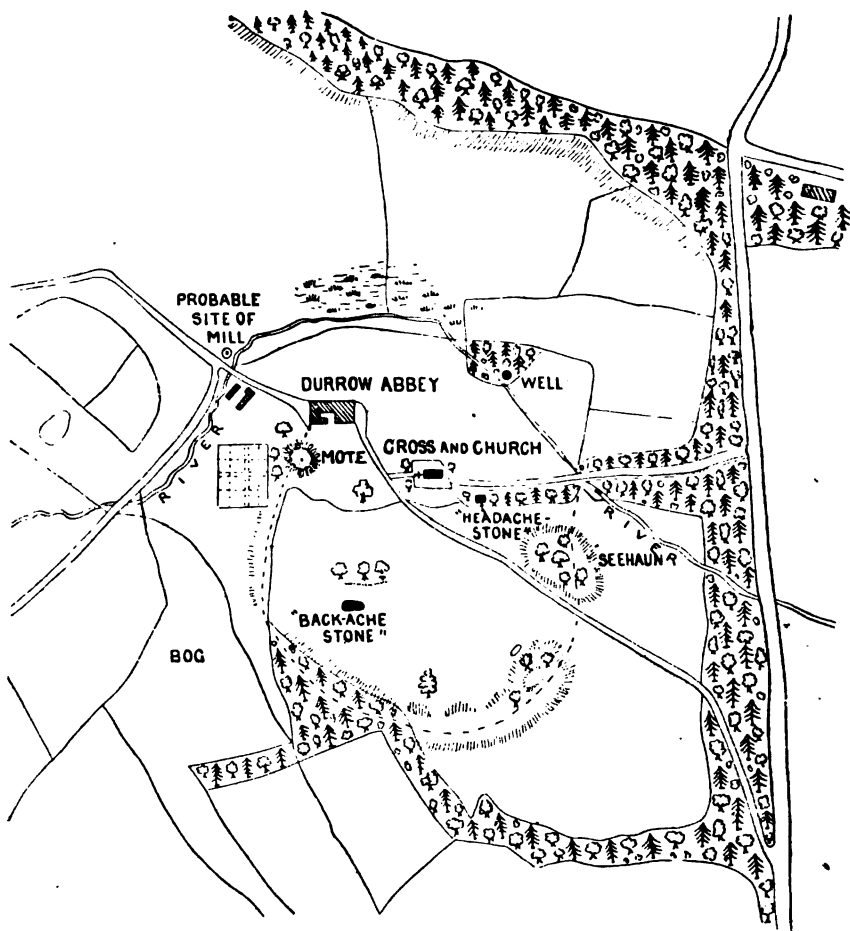 PROBABLE
SITE OF
MILL
DURROW ABBEY
WELL
RIVER
MOTE
CROSS AND CHURCH
"HEADACHE-
STONE"
RIVER
SEEHAUN
"BACK-ACHE
STONE"
BOG